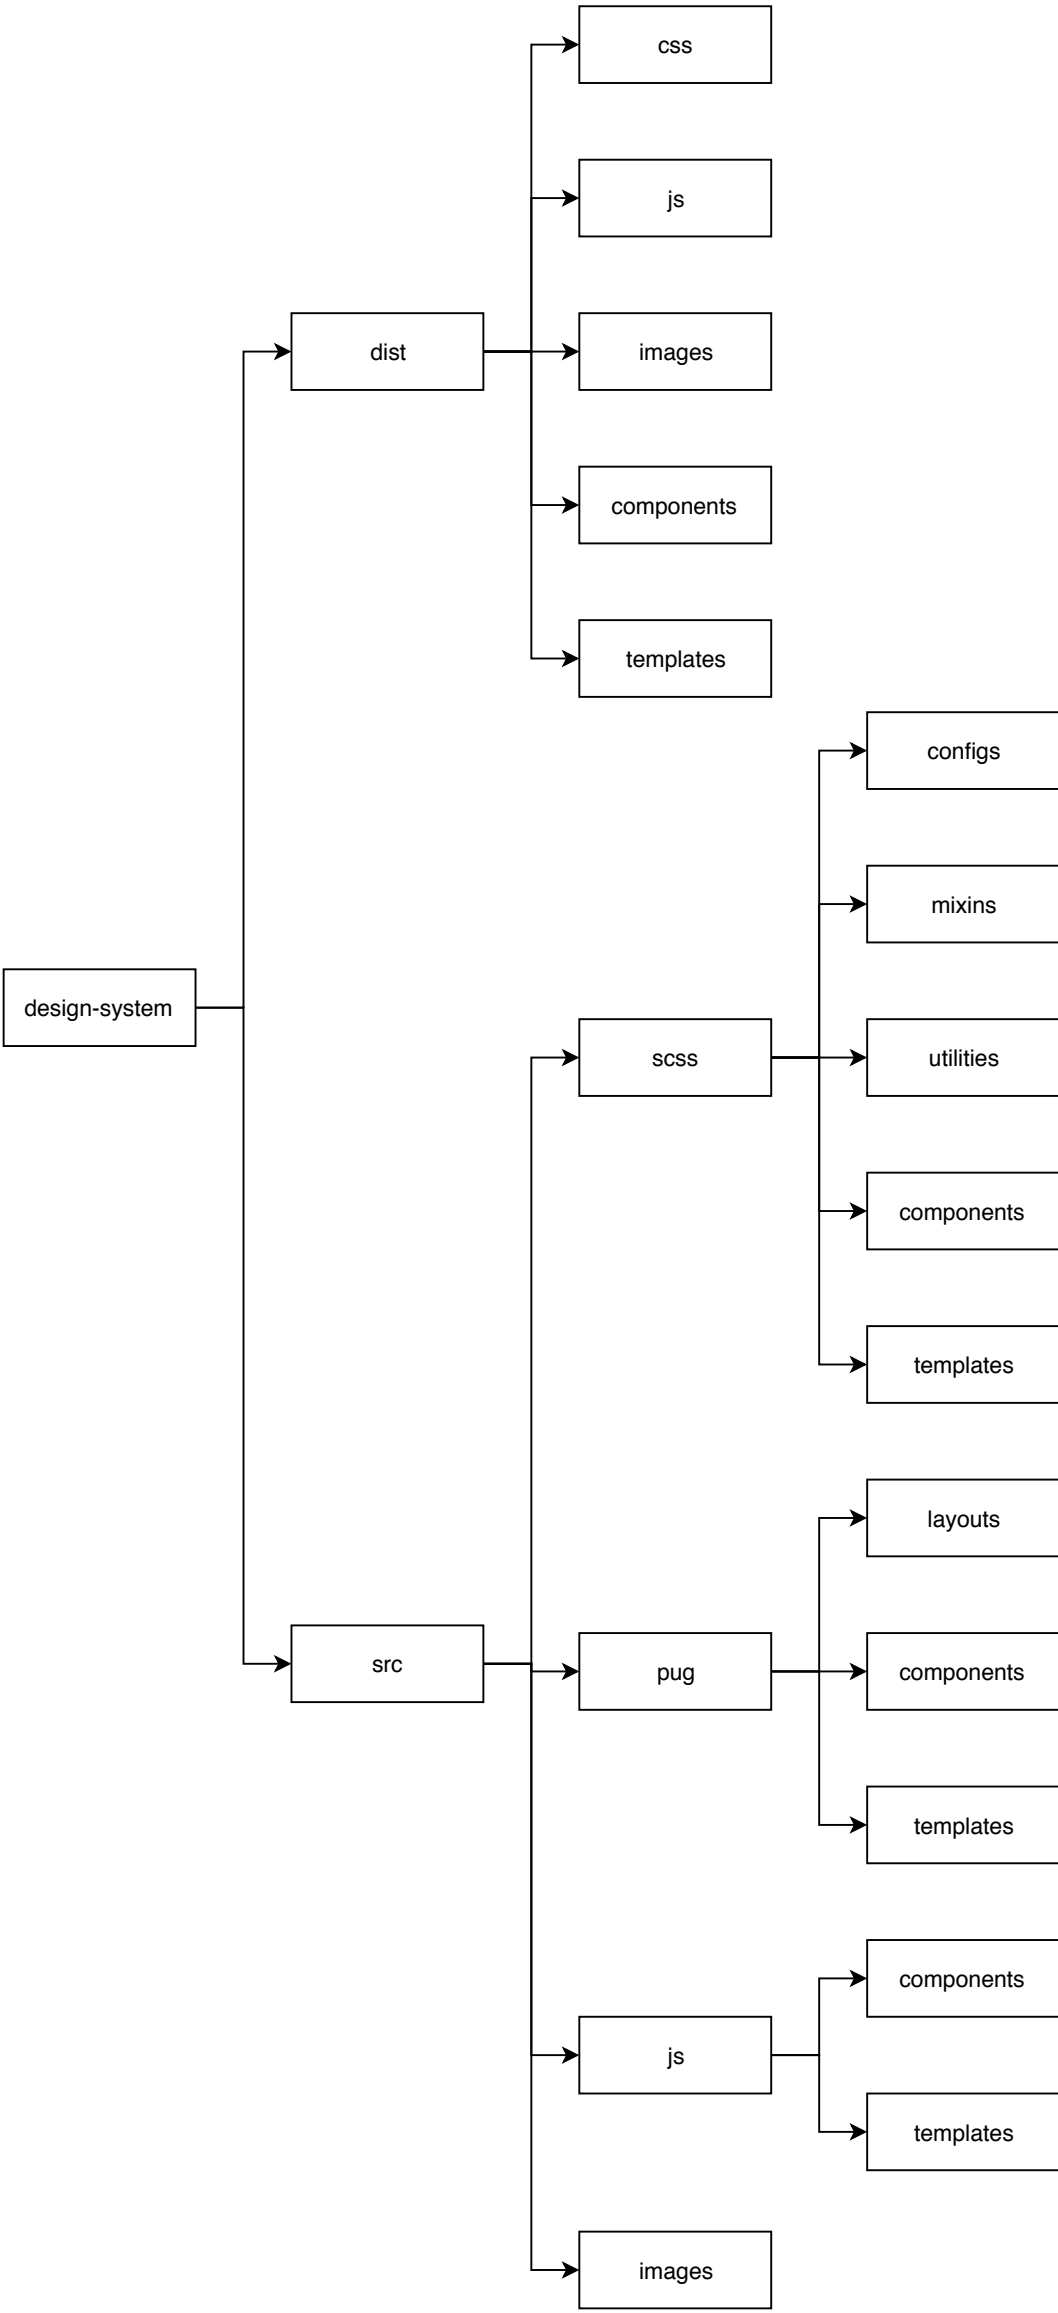 css
js
dist
images
components
templates
configs
mixins
design-system
scss
utilities
components
templates
layouts
src
pug
components
templates
components
js
templates
images